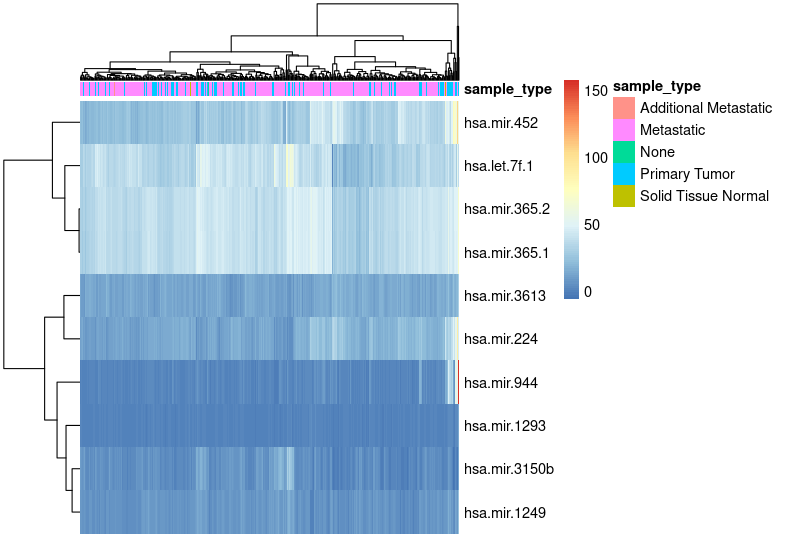 sample_type
hsa.mir.452
hsa.let.7f.1
hsa.mir.365.2
hsa.mir.365.1
hsa.mir.3613
hsa.mir.224
hsa.mir.944
hsa.mir.1293
hsa.mir.3150b
hsa.mir.1249
150
100
50
0
sample_type
Additional Metastatic
Metastatic
None
Primary Tumor
Solid Tissue Normal